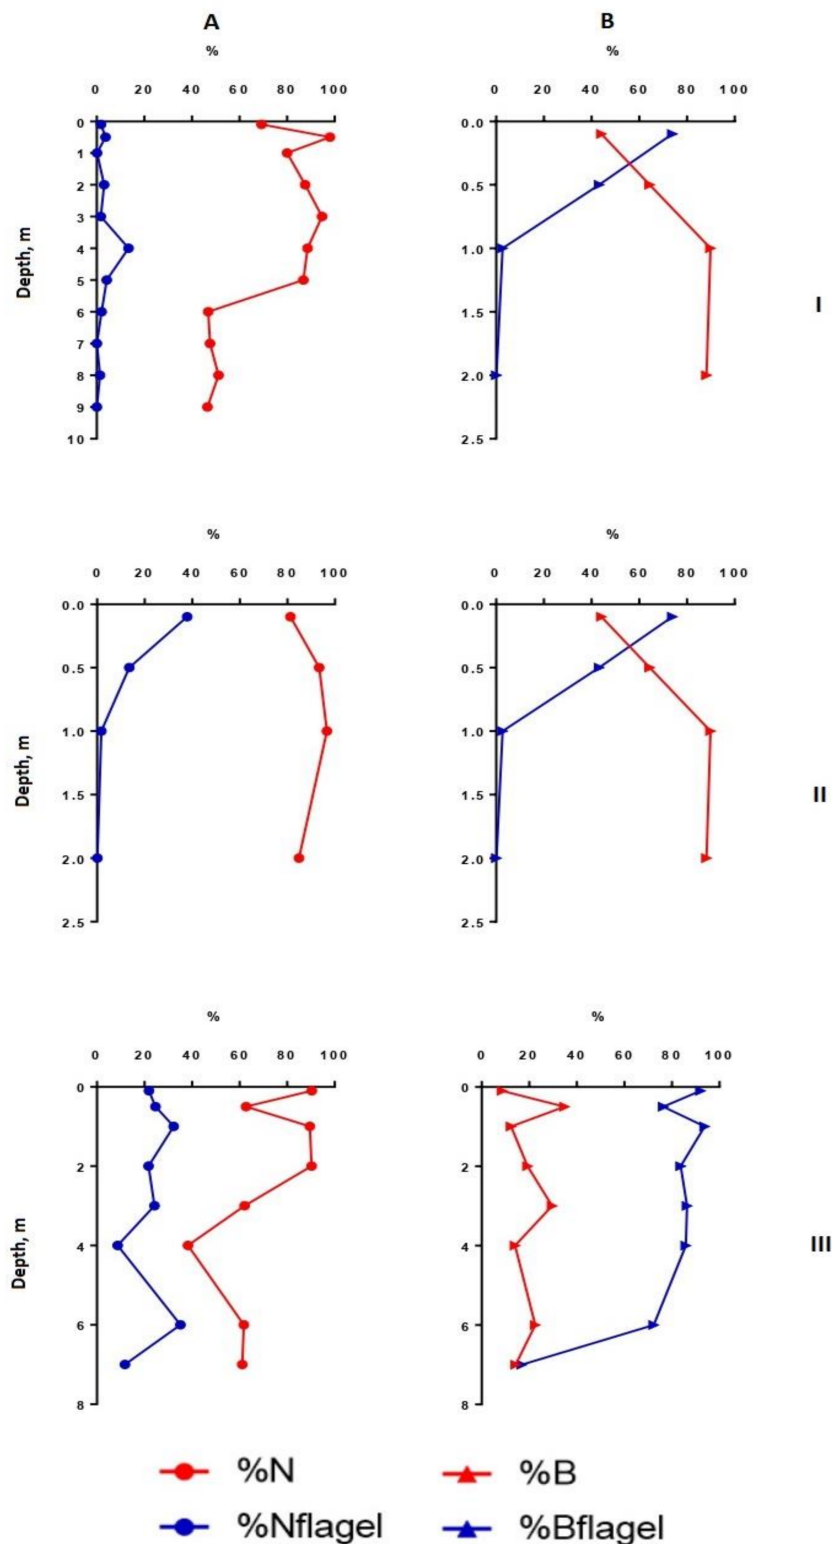 A B
% %
0 20 40 60 80 100 0 20 40 60 80 100
0 0.0
1
2 0.5
3
4 1.0
5
6 1.5
7
8 2.0
9
10 2.5
Depth, m
I
% %
0 20 40 60 80 100 0 20 40 60 80 100
0.0 0.0
0.5 0.5
1.0 1.0
1.5 1.5
2.0 2.0
2.5 2.5
Depth, m
II
% %
0 20 40 60 80 100 0 20 40 60 80 100
0 0
2 2
4 4
6 6
8 8
Depth, m
III
%N %B
%Nflagel %Bflagel